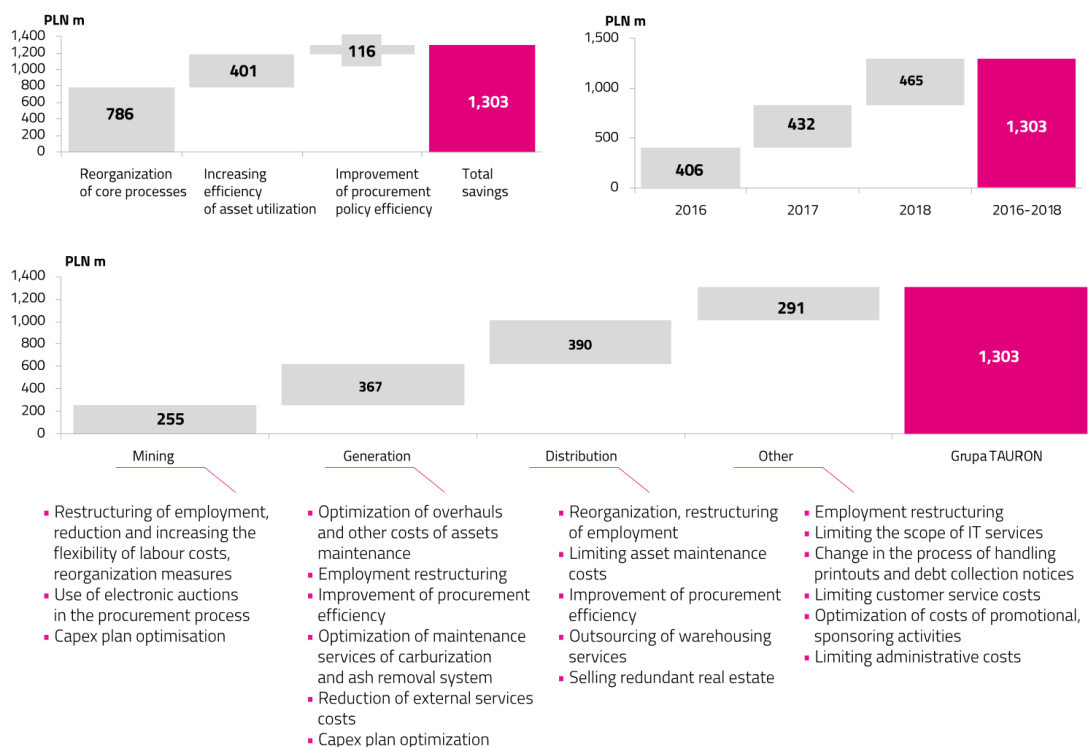 PLN m
1,400
1,200
1,000
800
600
400
200
0
786
401
116
1,303
Reorganization
of core processes
Increasing
efficiency
of asset utilization
Improvement
of procurement
policy efficiency
Total
savings
PLN m
1,500
1,000
500
0
406
432
465
1,303
2016
2017
2018
2016-2018
PLN m
1,400
1,200
1,000
800
600
400
200
0
255
367
390
291
1,303
Mining
Generation
Distribution
Other
Grupa TAURON
▪ Restructuring of employment,
reduction and increasing the
flexibility of labour costs,
reorganization measures
▪ Use of electronic auctions
in the procurement process
▪ Capex plan optimisation
▪ Optimization of overhauls
and other costs of assets
maintenance
▪ Employment restructuring
▪ Improvement of procurement
efficiency
▪ Optimization of maintenance
services of carburization
and ash removal system
▪ Reduction of external services
costs
▪ Capex plan optimization
▪ Reorganization, restructuring
of employment
▪ Limiting asset maintenance
costs
▪ Improvement of procurement
efficiency
▪ Outsourcing of warehousing
services
▪ Selling redundant real estate
▪ Employment restructuring
▪ Limiting the scope of IT services
▪ Change in the process of handling
printouts and debt collection notices
▪ Limiting customer service costs
▪ Optimization of costs of promotional,
sponsoring activities
▪ Limiting administrative costs